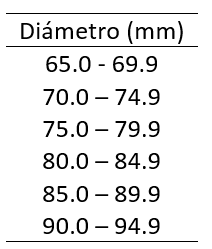 Diámetro (mm)
65.0 - 69.9
70.0 – 74.9
75.0 – 79.9
80.0 – 84.9
85.0 – 89.9
90.0 – 94.9